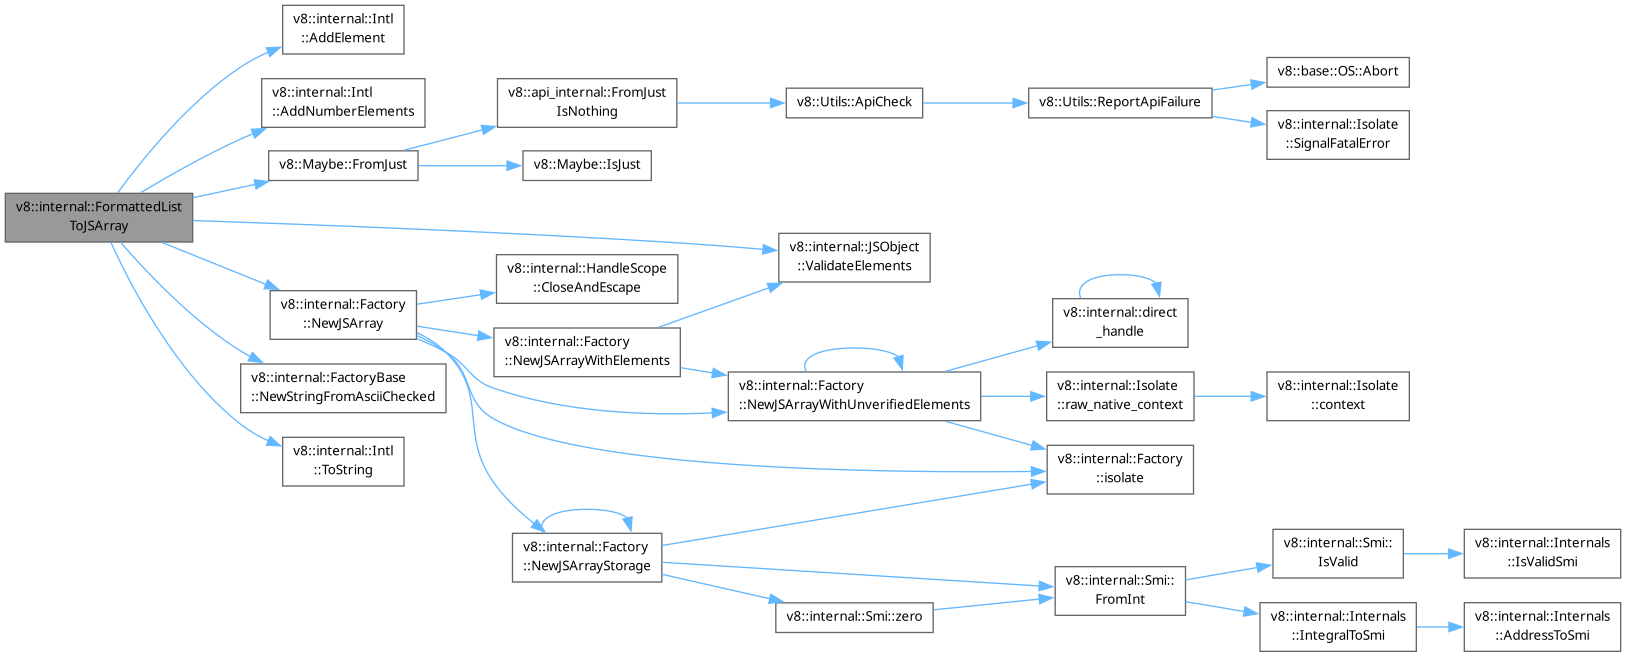 v8::internal::Intl
::AddElement
v8::internal::Intl
::AddNumberElements
v8::api_internal::FromJust
IsNothing
v8::Utils::ApiCheck
v8::Utils::ReportApiFailure
v8::base::OS::Abort
v8::internal::Isolate
::SignalFatalError
v8::Maybe::FromJust
v8::Maybe::IsJust
v8::internal::FormattedList
ToJSArray
v8::internal::JSObject
::ValidateElements
v8::internal::HandleScope
::CloseAndEscape
v8::internal::Factory
::NewJSArray
v8::internal::direct
_handle
v8::internal::Factory
::NewJSArrayWithElements
v8::internal::FactoryBase
::NewStringFromAsciiChecked
v8::internal::Factory
::NewJSArrayWithUnverifiedElements
v8::internal::Isolate
::raw_native_context
v8::internal::Isolate
::context
v8::internal::Intl
::ToString
v8::internal::Factory
::isolate
v8::internal::Factory
::NewJSArrayStorage
v8::internal::Smi::
IsValid
v8::internal::Internals
::IsValidSmi
v8::internal::Smi::
FromInt
v8::internal::Smi::zero
v8::internal::Internals
::IntegralToSmi
v8::internal::Internals
::AddressToSmi